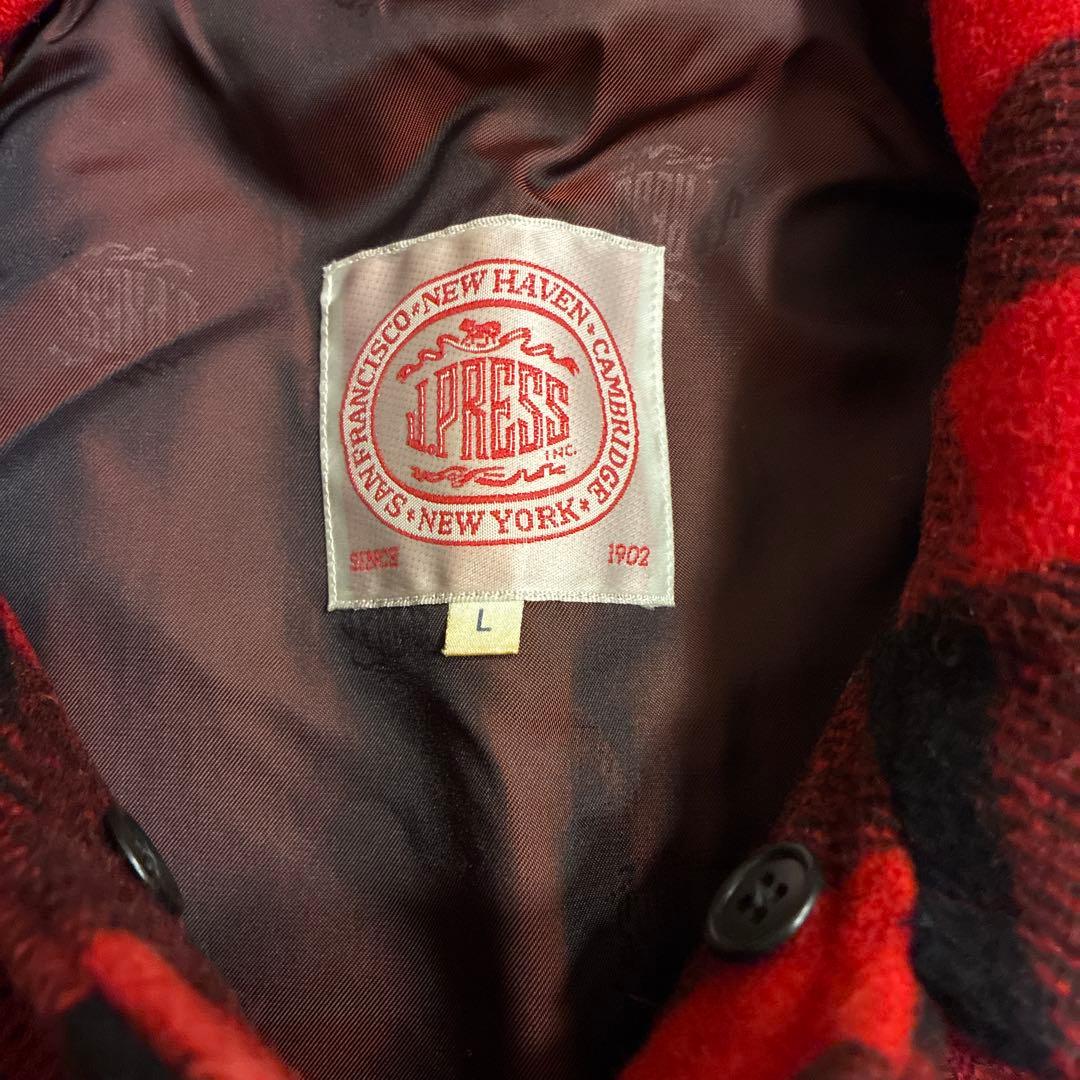 SAN FRANCISCO * NEW HAVEN * CAMBRIDGE * NEW YORK *
J.PRESS
INC.
SINCE 1902
L